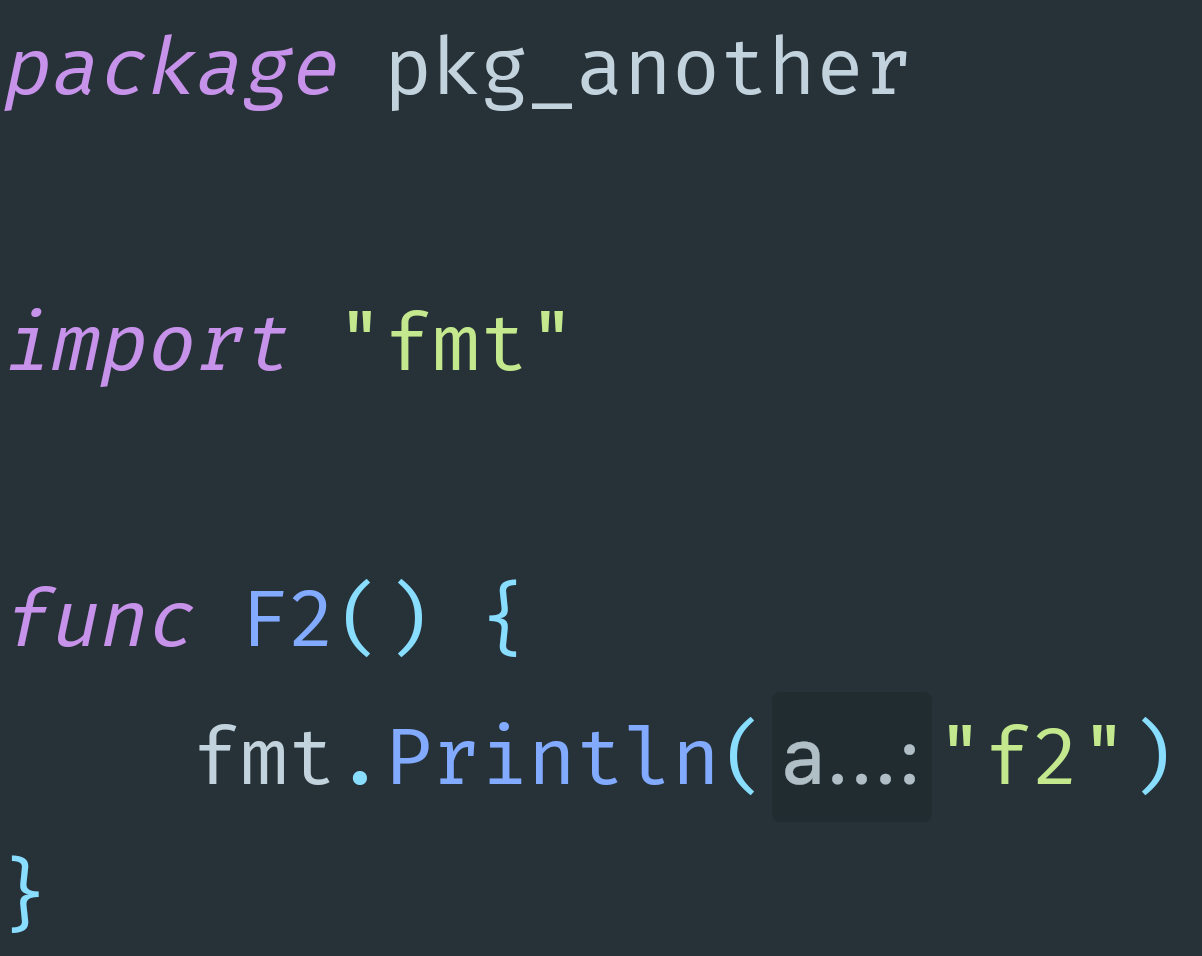 package pkg_another
import "fmt"
func F2() {
fmt.Println(a...:"f2")
}